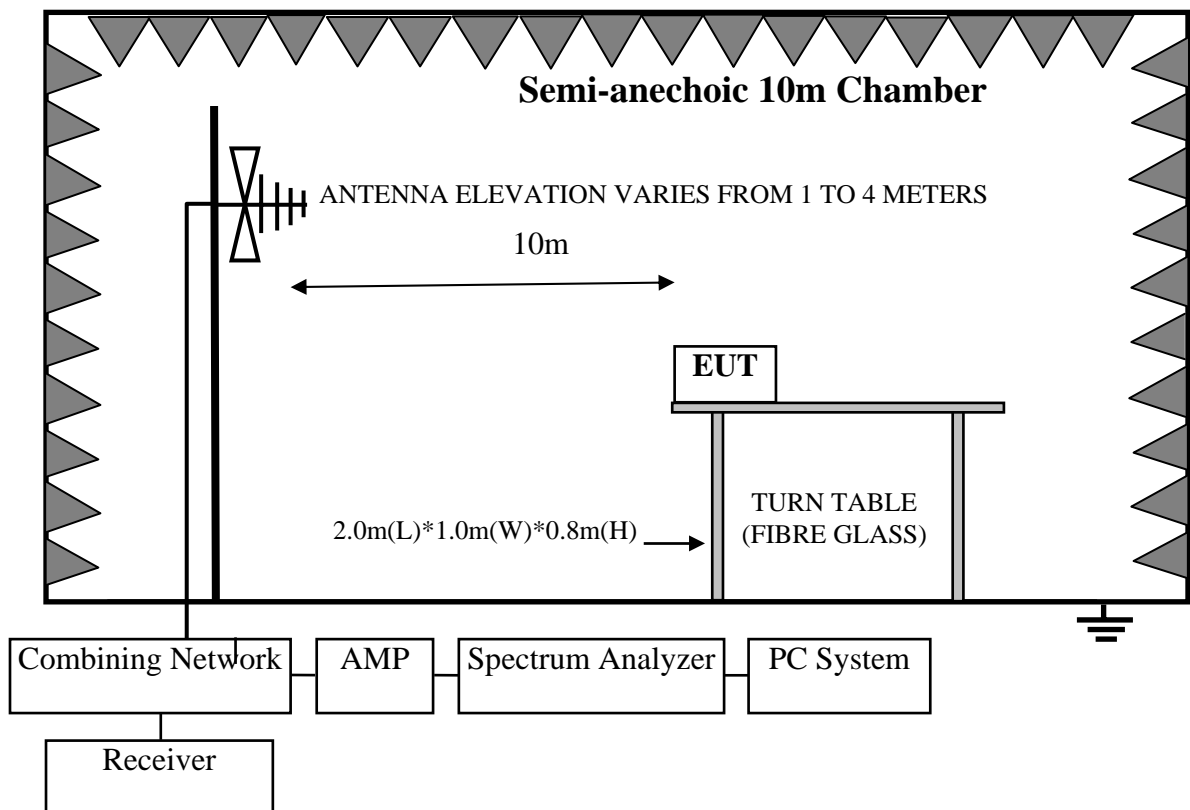 Semi-anechoic 10m Chamber
ANTENNA ELEVATION VARIES FROM 1 TO 4 METERS
10m
EUT
TURN TABLE
(FIBRE GLASS)
2.0m(L)*1.0m(W)*0.8m(H)
Combining Network
AMP
Spectrum Analyzer
PC System
Receiver